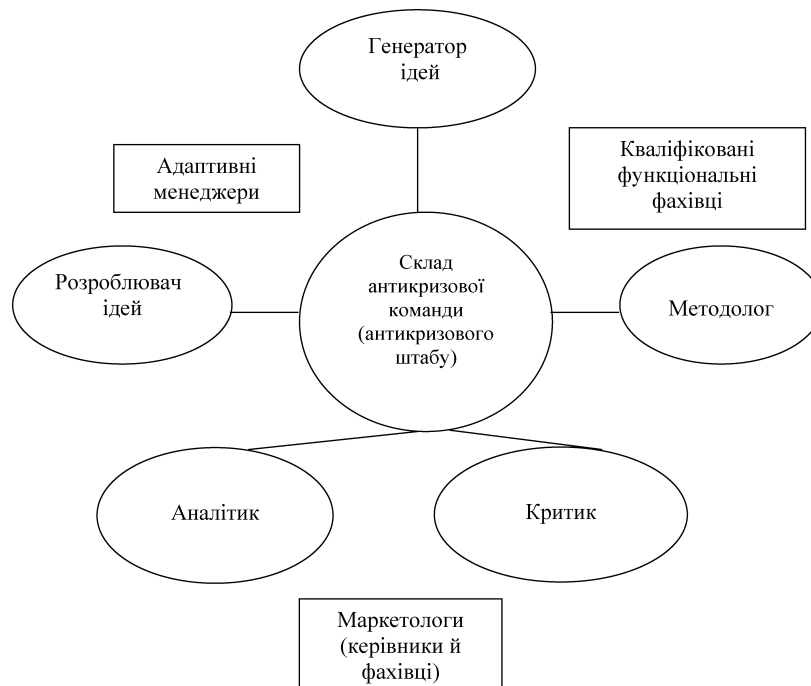 Генератор
ідей
Адаптивні
менеджери
Кваліфіковані
функціональні
фахівці
Розроблювач
ідей
Склад
антикризової
команди
(антикризового
штабу)
Методолог
Аналітик
Критик
Маркетологи
(керівники й
фахівці)